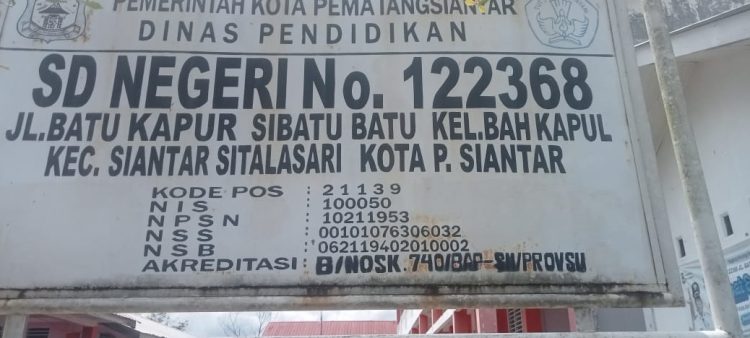 PEMERINTAH KOTA PEMATANGSIANTAR
DINAS PENDIDIKAN
SD NEGERI No. 122368
JL.BATU KAPUR SIBATU BATU KEL.BAH KAPUL
KEC. SIANTAR SITALASARI KOTA P. SIANTAR
KODE POS : 21139
NIS : 100050
NPSN : 10211953
NSS : 00101076306032
NSB : 062119402010002
AKREDITASI : B/NOSK.740/BAP-SM/PROVSU